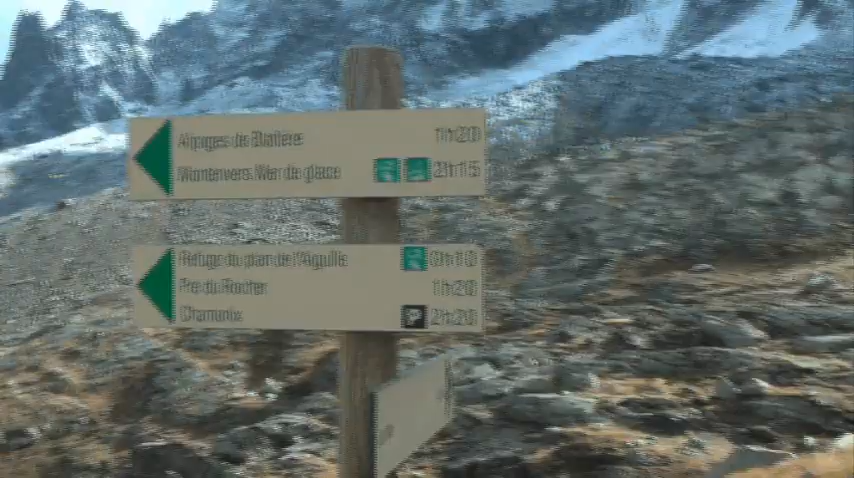 Alpages de Blaitière 1h20
Montenvers Mer de glace 2h15
Refuge du plan de l'Aiguille 0h10
Pré du Rocher 1h20
Chamonix 2h20